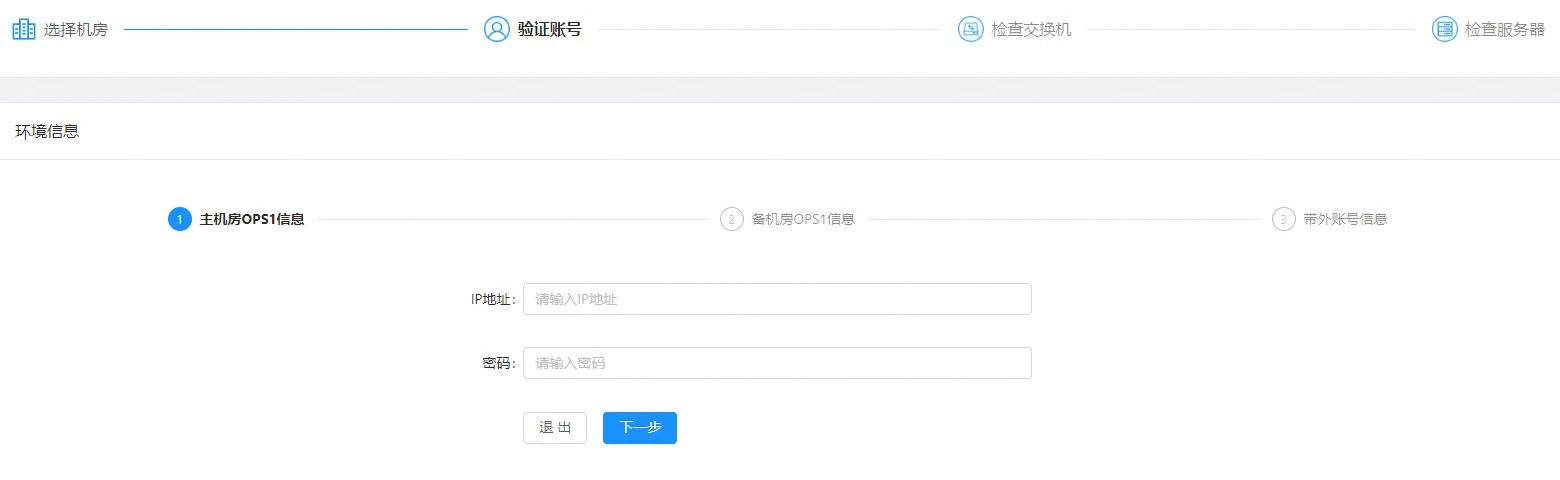 选择机房 验证账号 检查交换机 检查服务器
环境信息
1 主机房OPS1信息 2 备机房OPS1信息 3 带外账号信息
IP地址： 请输入IP地址
密码： 请输入密码
退 出 下一步